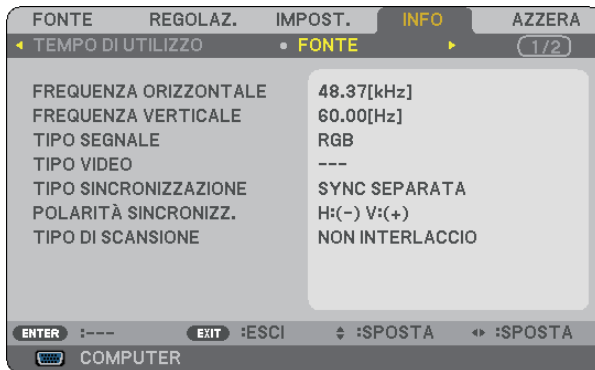 FONTE REGOLAZ. IMPOST. INFO AZZERA
TEMPO DI UTILIZZO • FONTE 1/2
FREQUENZA ORIZZONTALE 48.37[kHz]
FREQUENZA VERTICALE 60.00[Hz]
TIPO SEGNALE RGB
TIPO VIDEO ---
TIPO SINCRONIZZAZIONE SYNC SEPARATA
POLARITÀ SINCRONIZZ. H:(-) V:(+)
TIPO DI SCANSIONE NON INTERLACCIO
ENTER :--- EXIT :ESCI :SPOSTA :SPOSTA
COMPUTER